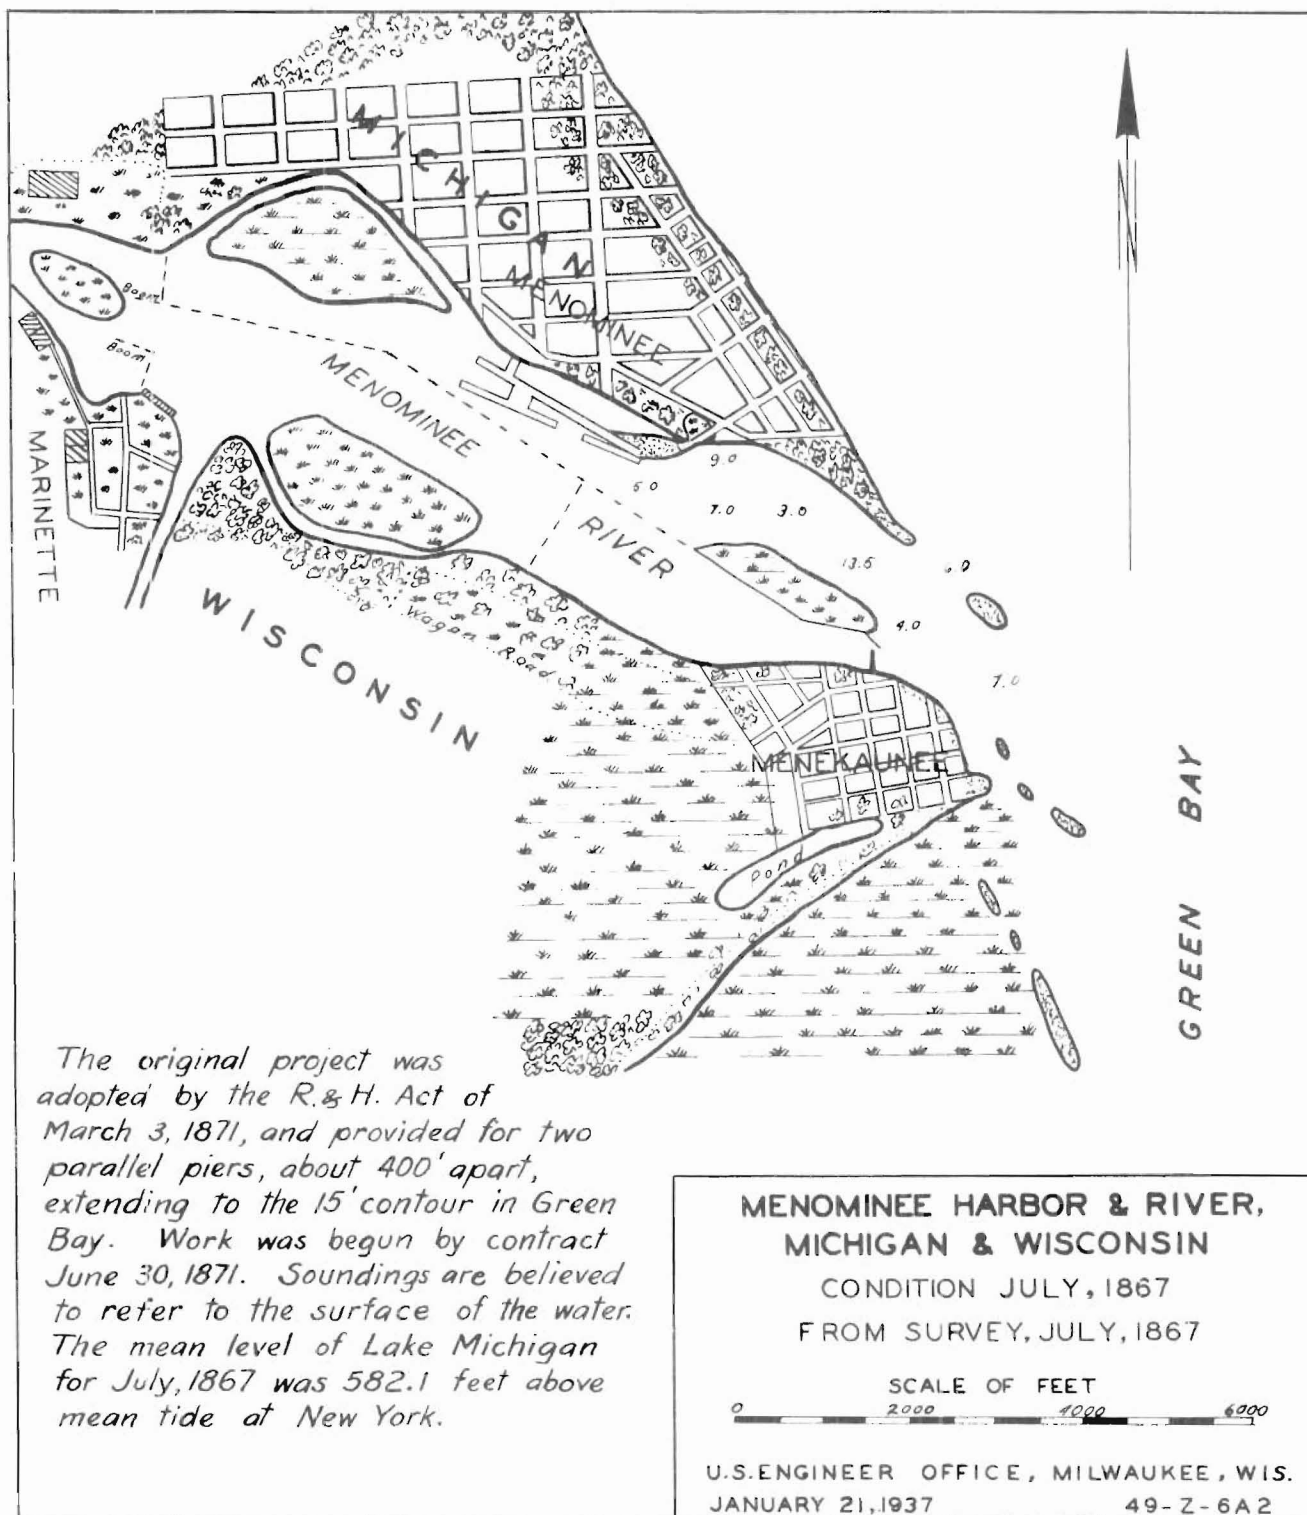 MICHIGAN
MENOMINEE
Boom
Boom
MENOMINEE
RIVER
MARINETTE
WISCONSIN
Wagon Road
9.0
6.0
7.0 3.0
13.5
4.0
7.0
MENEKAUNEE
Pond
GREEN BAY
The original project was
adopted by the R. & H. Act of
March 3, 1871, and provided for two
parallel piers, about 400' apart,
extending to the 15' contour in Green
Bay. Work was begun by contract
June 30, 1871. Soundings are believed
to refer to the surface of the water.
The mean level of Lake Michigan
for July, 1867 was 582.1 feet above
mean tide at New York.
MENOMINEE HARBOR & RIVER,
MICHIGAN & WISCONSIN
CONDITION JULY, 1867
FROM SURVEY, JULY, 1867
SCALE OF FEET
0 2000 4000 6000
U.S. ENGINEER OFFICE, MILWAUKEE, WIS.
JANUARY 21, 1937 49-Z-6A2